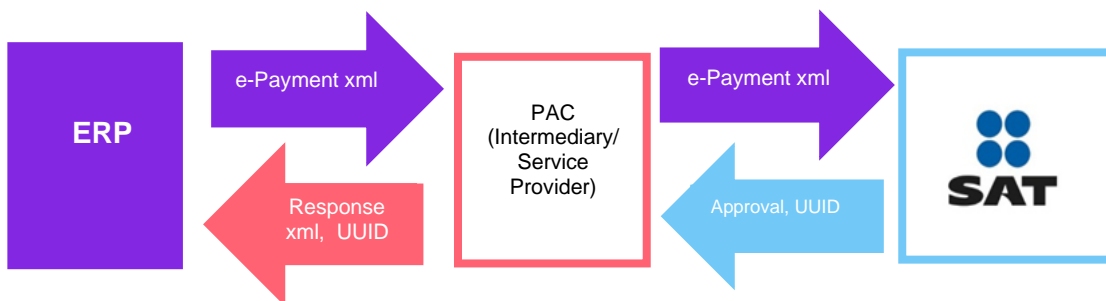 ERP
e-Payment xml
Response
xml, UUID
PAC
(Intermediary/
Service
Provider)
e-Payment xml
Approval, UUID
SAT